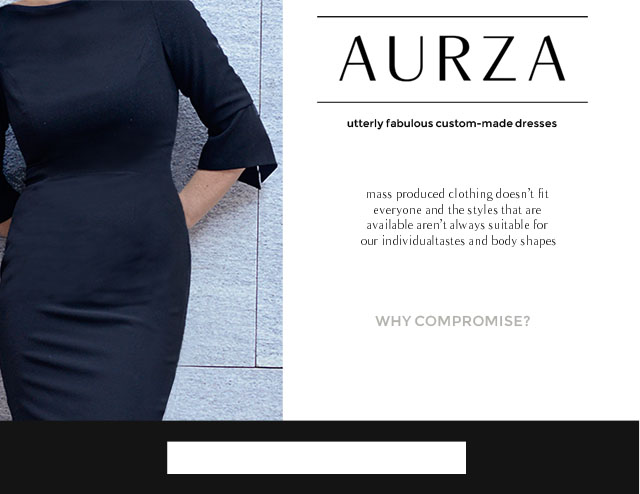 AURZA
utterly fabulous custom-made dresses
mass produced clothing doesn't fit
everyone and the styles that are
available aren't always suitable for
our individualtastes and body shapes
WHY COMPROMISE?